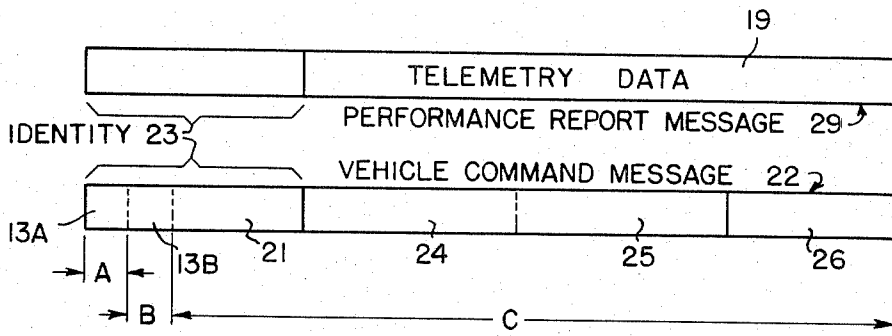 19
TELEMETRY DATA
IDENTITY 23
PERFORMANCE REPORT MESSAGE 29
VEHICLE COMMAND MESSAGE 22
13A
13B
21
24
25
26
A
B
C